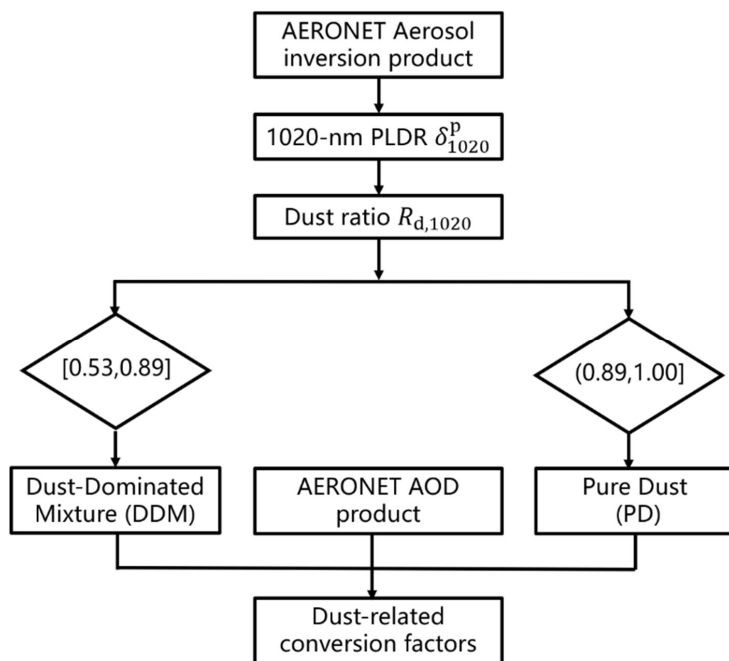 AERONET Aerosol
inversion product
1020-nm PLDR δ^p_1020
Dust ratio R_d,1020
[0.53,0.89]
(0.89,1.00]
Dust-Dominated
Mixture (DDM)
AERONET AOD
product
Pure Dust
(PD)
Dust-related
conversion factors